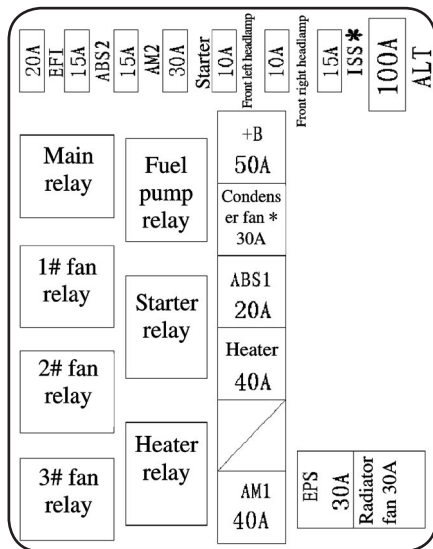 20A
EFI
15A
ABS2
15A
AM2
30A
Starter
10A
Front left headlamp
10A
Front right headlamp
15A
ISS*
100A
ALT
Main
relay
Fuel
pump
relay
+B
50A
Condens
er fan *
30A
1# fan
relay
Starter
relay
ABS1
20A
2# fan
relay
Heater
40A
3# fan
relay
Heater
relay
AM1
40A
EPS
30A
Radiator
fan 30A